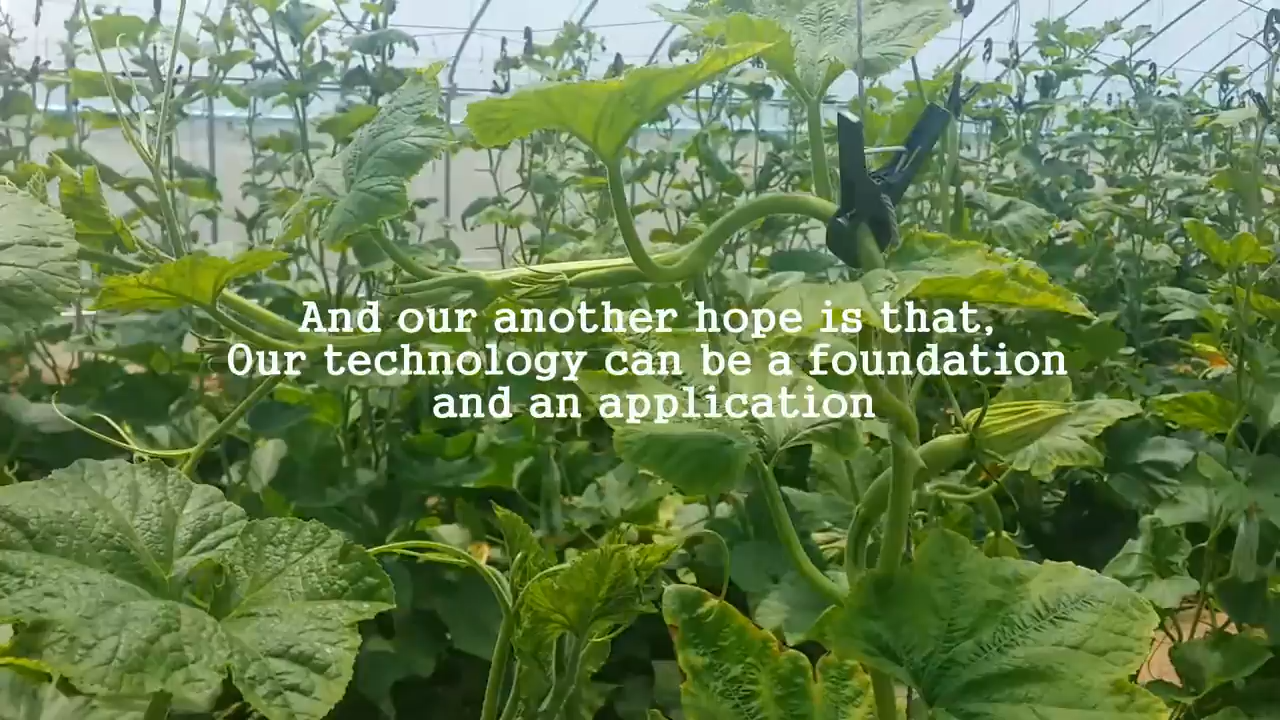 And our another hope is that,
Our technology can be a foundation
and an application